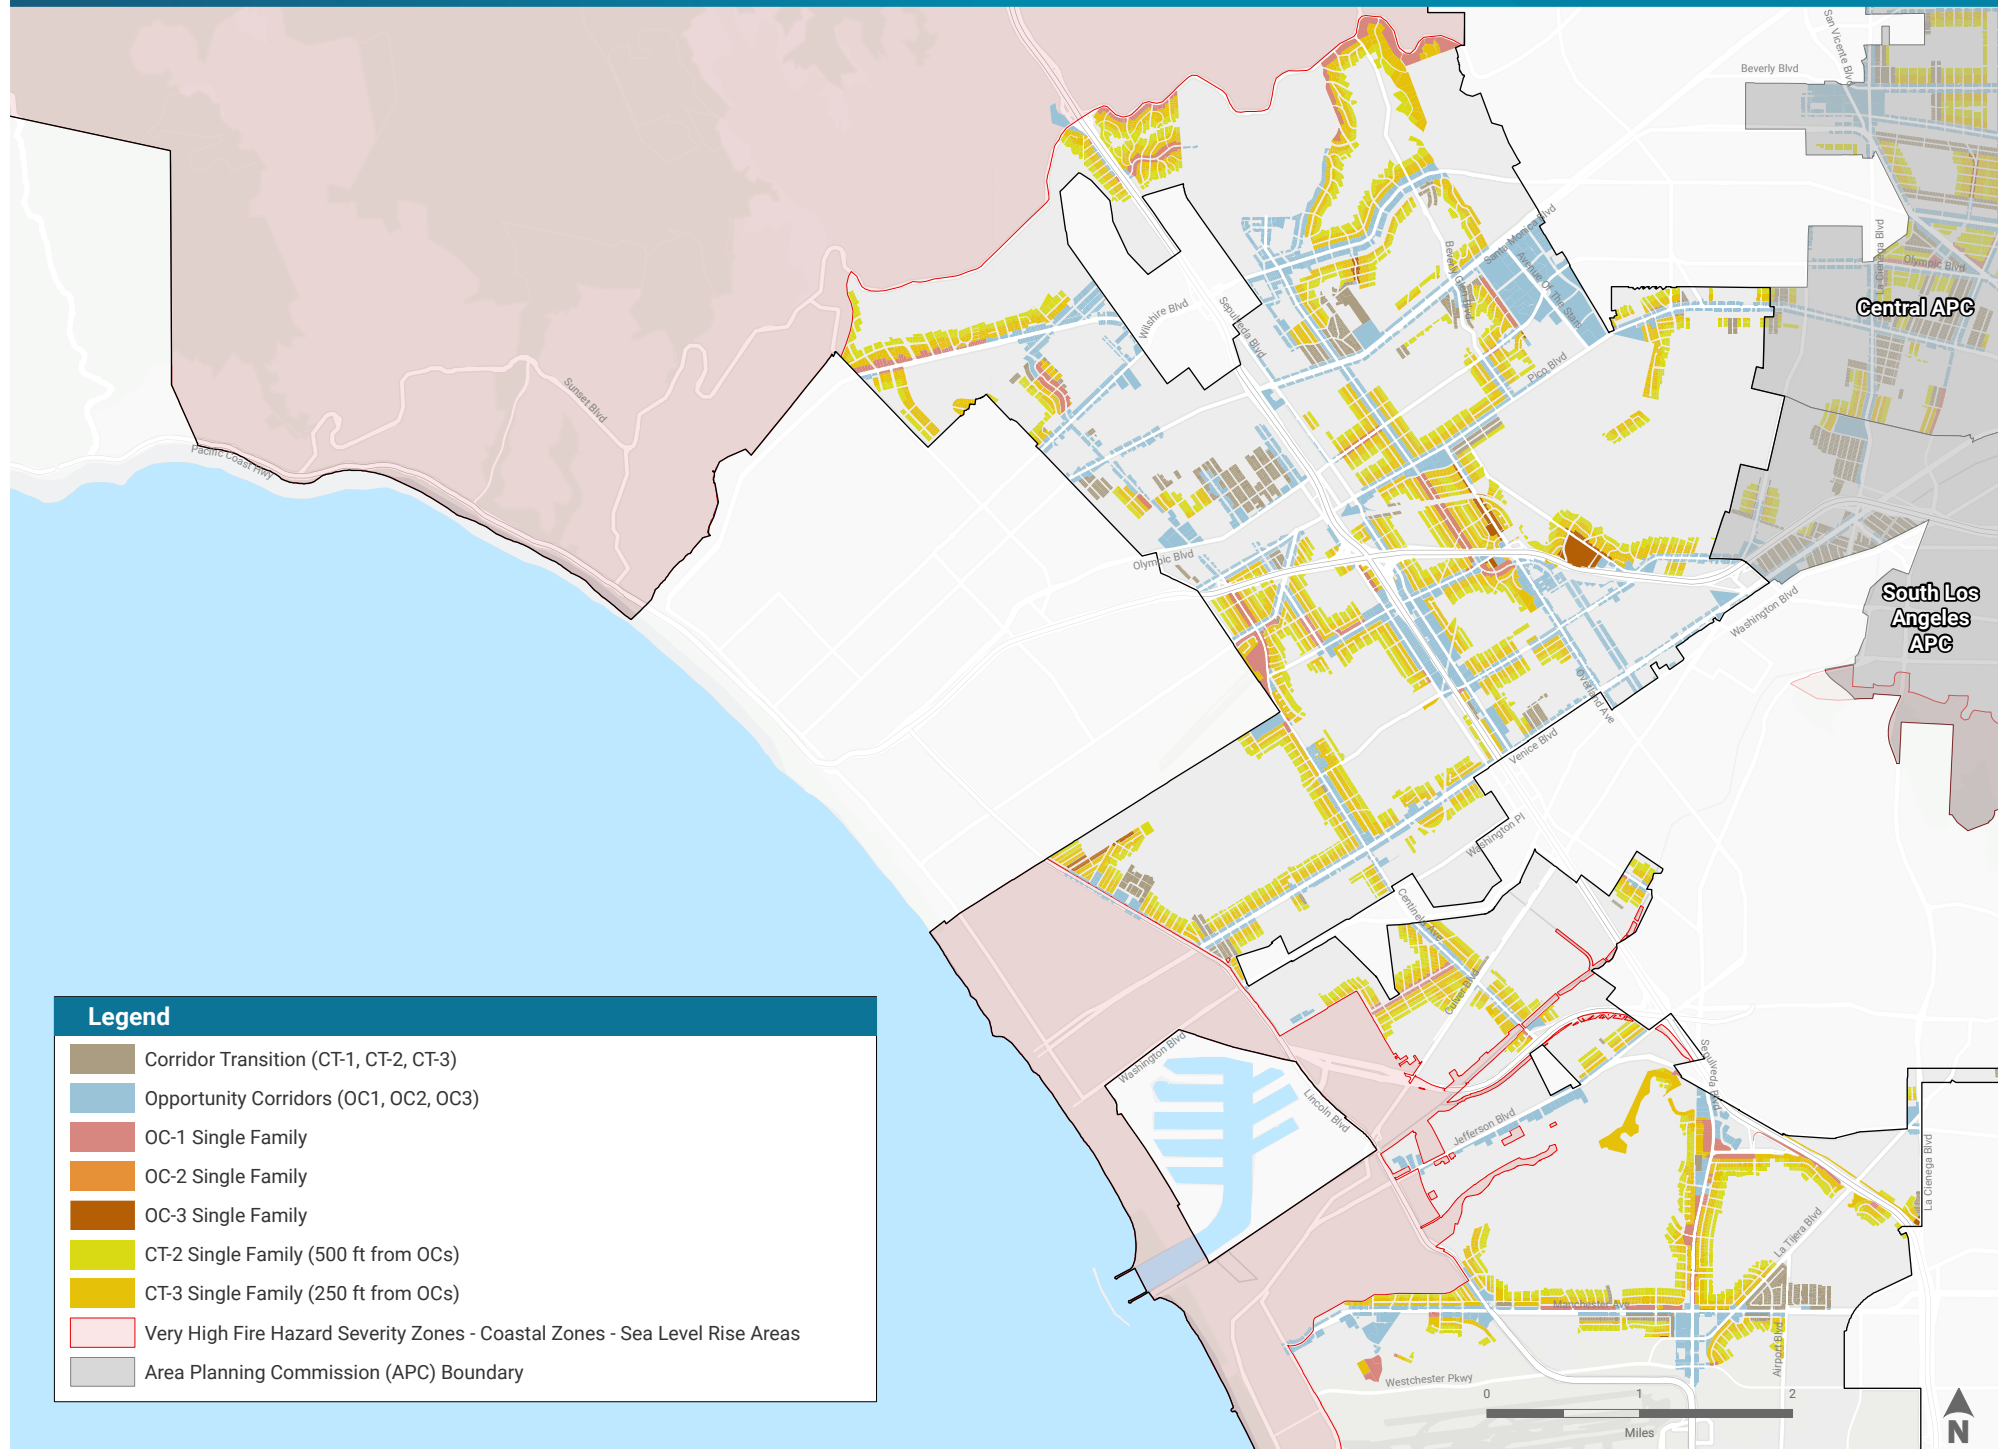 San Vicente Blvd
Beverly Blvd
La Cienega Blvd
Olympic Blvd
Central APC
Santa Monica Blvd
Avenue Of The Stars
Beverly Glen Blvd
Wilshire Blvd
Sepulveda Blvd
Pico Blvd
Sunset Blvd
Pacific Coast Hwy
Olympic Blvd
Washington Blvd
South Los
Angeles
APC
Overland Ave
Venice Blvd
Washington Pl
Centinela Ave
Culver Blvd
Washington Blvd
Lincoln Blvd
Jefferson Blvd
Sepulveda Blvd
La Cienega Blvd
La Tijera Blvd
Manchester Ave
Airport Blvd
Westchester Pkwy
Legend
Corridor Transition (CT-1, CT-2, CT-3)
Opportunity Corridors (OC1, OC2, OC3)
OC-1 Single Family
OC-2 Single Family
OC-3 Single Family
CT-2 Single Family (500 ft from OCs)
CT-3 Single Family (250 ft from OCs)
Very High Fire Hazard Severity Zones - Coastal Zones - Sea Level Rise Areas
Area Planning Commission (APC) Boundary
0 1 2
Miles
N